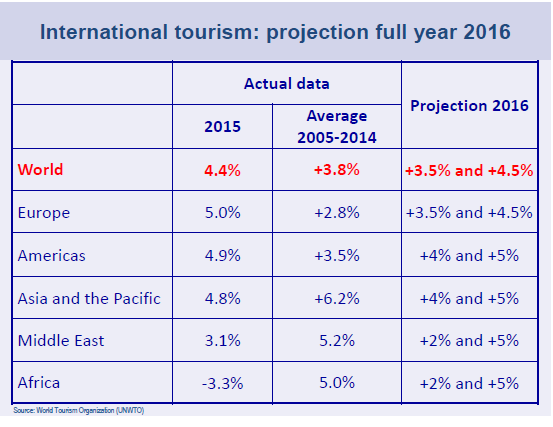 International tourism: projection full year 2016
Actual data
Projection 2016
2015
Average
2005-2014
World 4.4% +3.8% +3.5% and +4.5%
Europe 5.0% +2.8% +3.5% and +4.5%
Americas 4.9% +3.5% +4% and +5%
Asia and the Pacific 4.8% +6.2% +4% and +5%
Middle East 3.1% 5.2% +2% and +5%
Africa -3.3% 5.0% +2% and +5%
Source: World Tourism Organization (UNWTO)